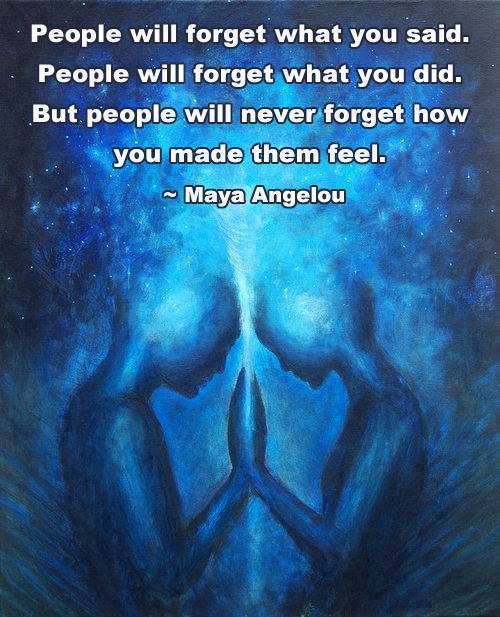 People will forget what you said.
People will forget what you did.
But people will never forget how
you made them feel.
~ Maya Angelou